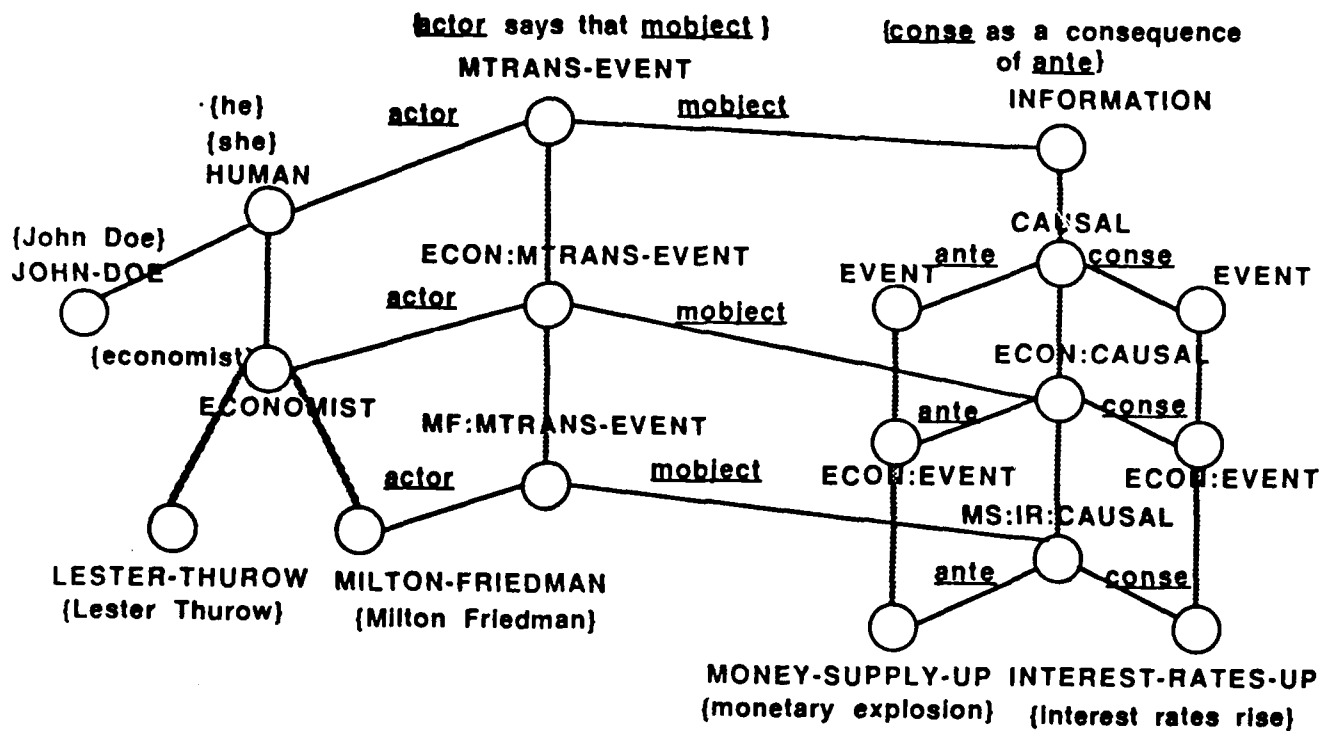 {actor says that mobject }
MTRANS-EVENT
{conse as a consequence
of ante}
INFORMATION
{he}
{she}
HUMAN
actor
mobject
{John Doe}
JOHN-DOE
ECON:MTRANS-EVENT
actor
mobject
CAUSAL
EVENT
ante
conse
EVENT
{economist}
ECONOMIST
ECON:CAUSAL
ante
conse
MF:MTRANS-EVENT
actor
mobject
ECON:EVENT
ECON:EVENT
MS:IR:CAUSAL
ante
conse
LESTER-THUROW
{Lester Thurow}
MILTON-FRIEDMAN
{Milton Friedman}
MONEY-SUPPLY-UP
{monetary explosion}
INTEREST-RATES-UP
{interest rates rise}